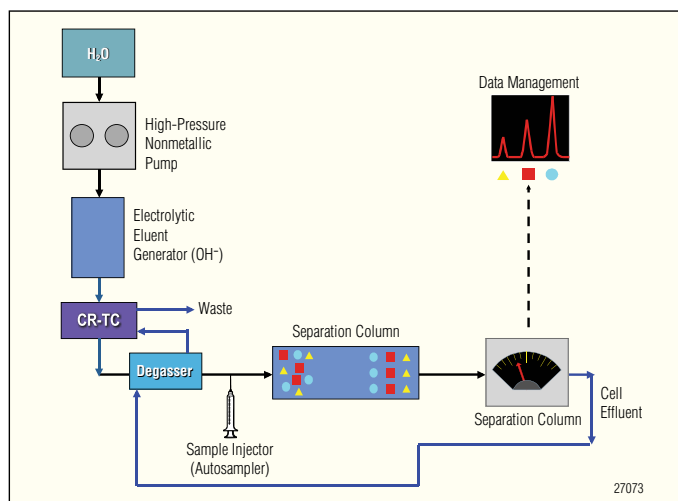 H₂O
High-Pressure
Nonmetallic
Pump
Electrolytic
Eluent
Generator (OH⁻)
CR-TC
Waste
Degasser
Sample Injector
(Autosampler)
Separation Column
Data Management
Separation Column
Cell
Effluent
27073